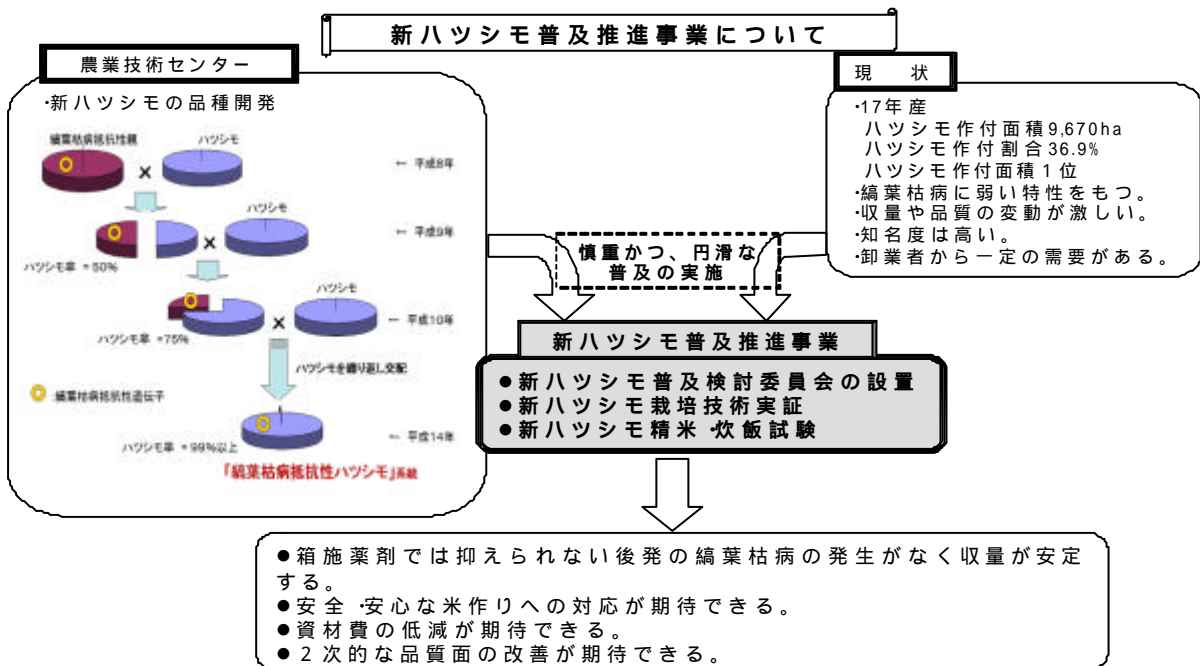 新ハツシモ普及推進事業について
農業技術センター
･新ハツシモの品種開発
縞葉枯病抵抗性親
ハツシモ
×
← 平成8年
ハツシモ
×
← 平成9年
ハツシモ率 =50%
ハツシモ
×
← 平成10年
ハツシモ率 =75%
ハツシモを繰り返し交配
:縞葉枯病抵抗性遺伝子
← 平成14年
ハツシモ率 =99%以上
『縞葉枯病抵抗性ハツシモ』系統
現 状
･17年産
ハツシモ作付面積9,670ha
ハツシモ作付割合36.9%
ハツシモ作付面積１位
･縞葉枯病に弱い特性をもつ。
･収量や品質の変動が激しい。
･知名度は高い。
･卸業者から一定の需要がある。
慎重かつ、円滑な
普及の実施
新ハツシモ普及推進事業
●新ハツシモ普及検討委員会の設置
●新ハツシモ栽培技術実証
●新ハツシモ精米･炊飯試験
●箱施薬剤では抑えられない後発の縞葉枯病の発生がなく収量が安定
する。
●安全･安心な米作りへの対応が期待できる。
●資材費の低減が期待できる。
●２次的な品質面の改善が期待できる。